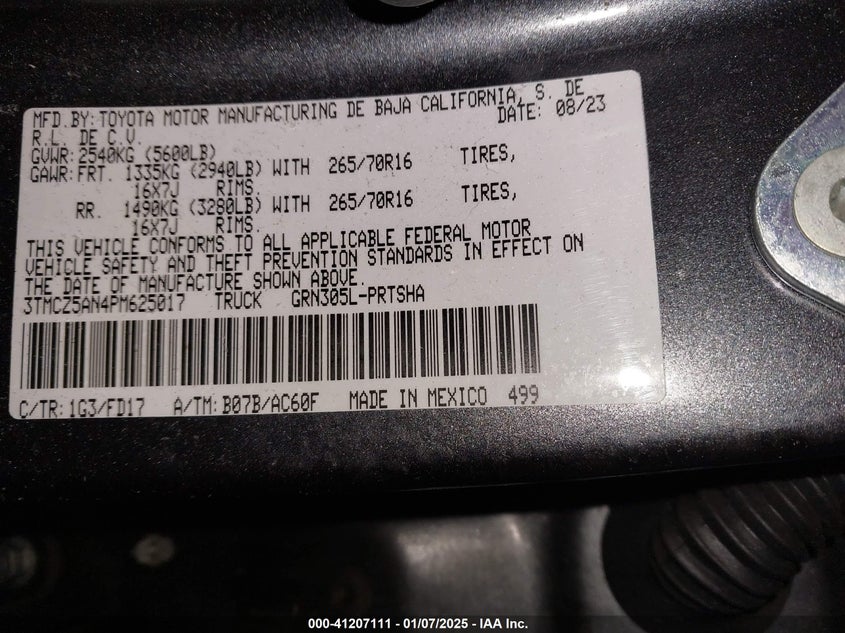 MFD.BY:TOYOTA MOTOR MANUFACTURING DE BAJA CALIFORNIA, S. DE
R.L. DE C.V. DATE: 08/23
GVWR:2540KG (5600LB)
GAWR:FRT. 1335KG (2940LB) WITH 265/70R16 TIRES,
16X7J RIMS.
RR. 1490KG (3280LB) WITH 265/70R16 TIRES,
16X7J RIMS.
THIS VEHICLE CONFORMS TO ALL APPLICABLE FEDERAL MOTOR
VEHICLE SAFETY AND THEFT PREVENTION STANDARDS IN EFFECT ON
THE DATE OF MANUFACTURE SHOWN ABOVE.
3TMCZ5AN4PM625017 TRUCK GRN305L-PRTSHA
C/TR:1G3/FD17 A/TM:B07B/AC60F MADE IN MEXICO 499
000-41207111 - 01/07/2025 - IAA Inc.